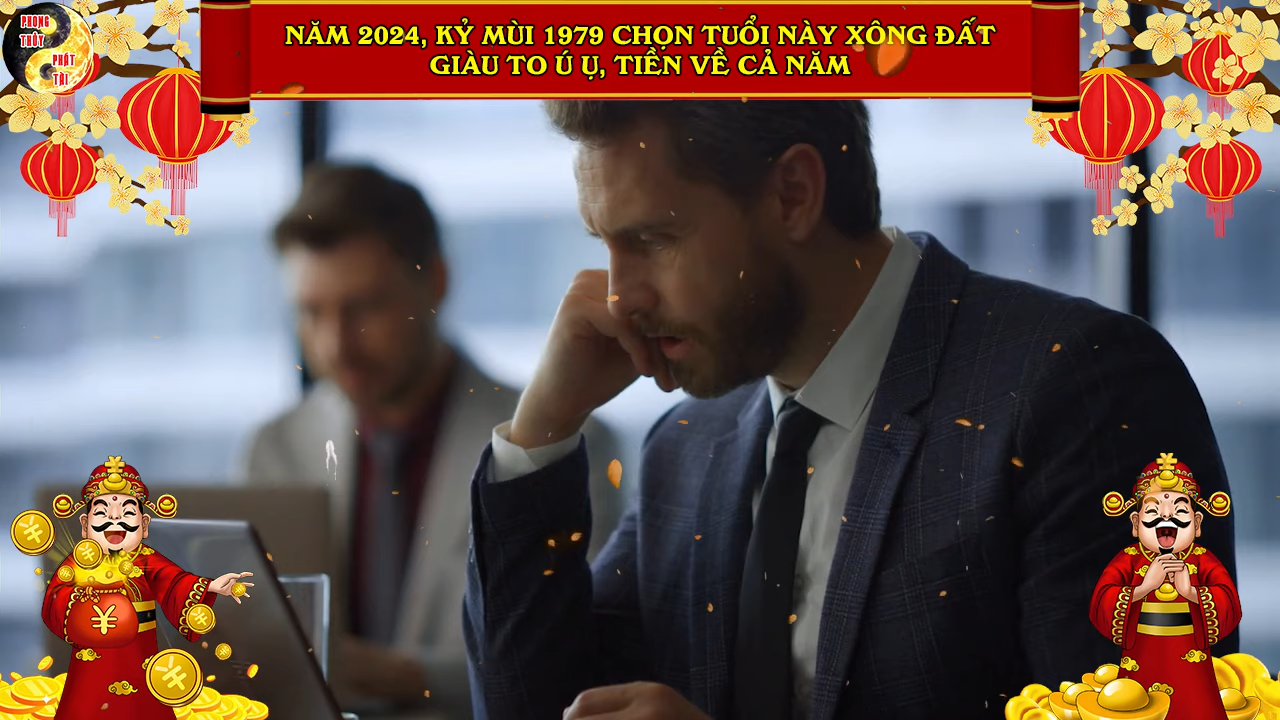 PHONG
THỦY
PHÁT
TÀI
NĂM 2024, KỶ MÙI 1979 CHỌN TUỔI NÀY XÔNG ĐẤT
GIÀU TO Ú Ụ, TIỀN VỀ CẢ NĂM
¥
¥
¥
¥
¥